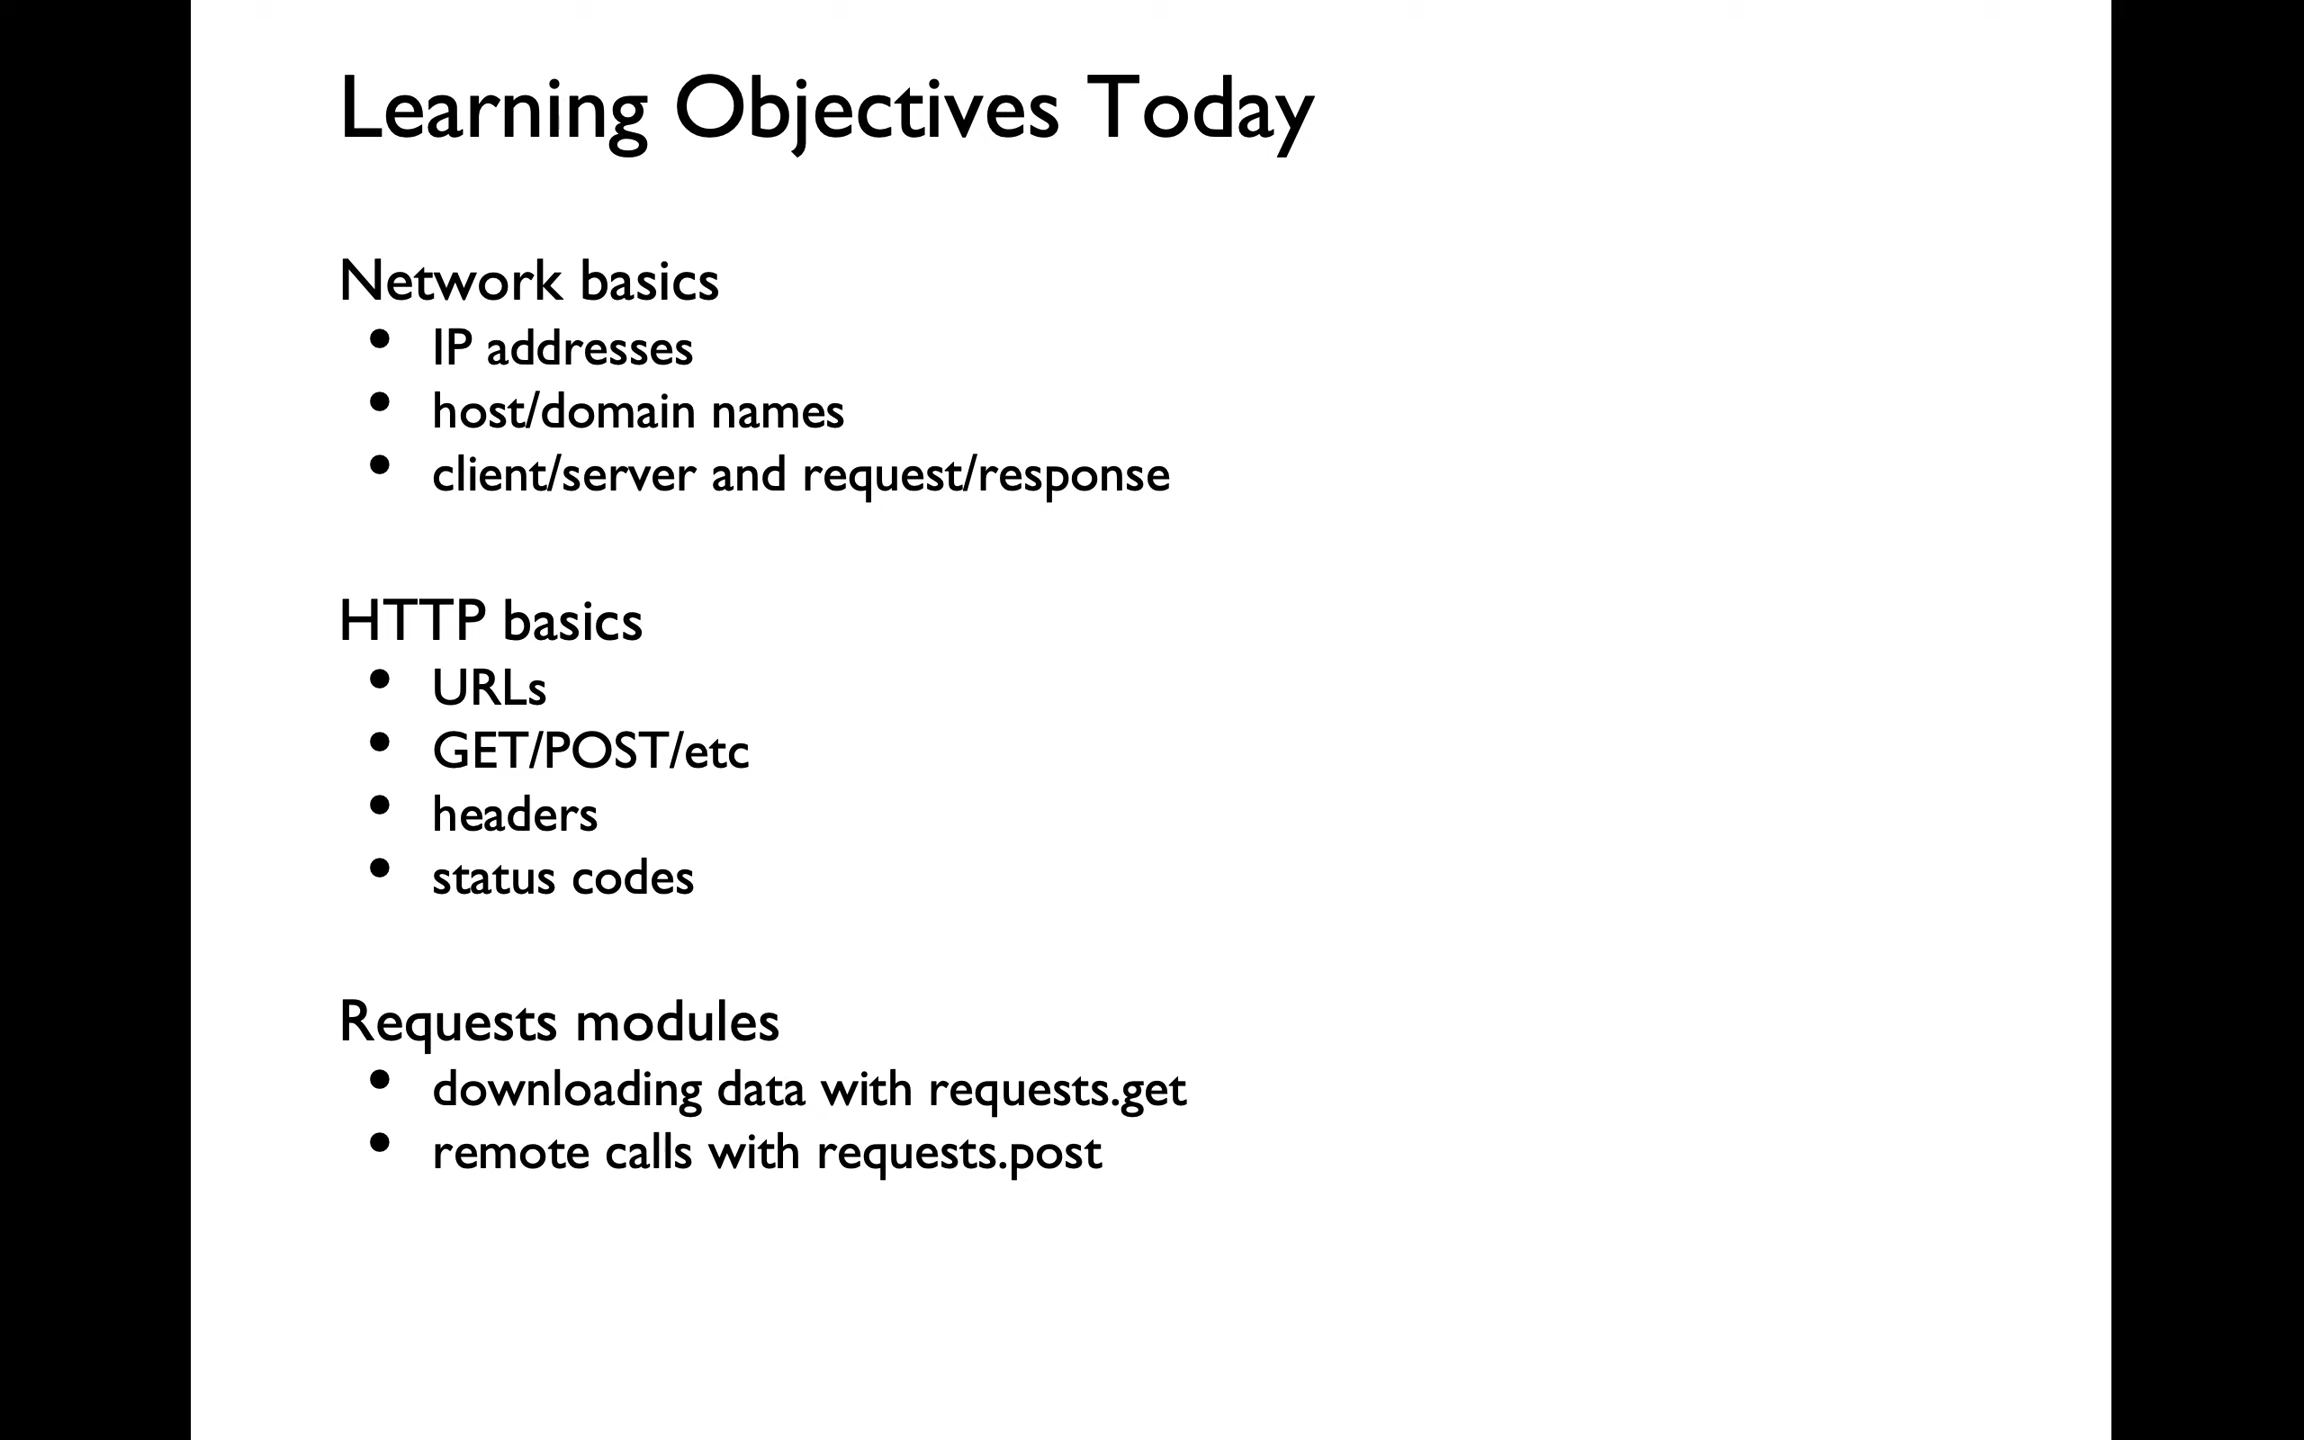 Learning Objectives Today
Network basics
• IP addresses
• host/domain names
• client/server and request/response
HTTP basics
• URLs
• GET/POST/etc
• headers
• status codes
Requests modules
• downloading data with requests.get
• remote calls with requests.post